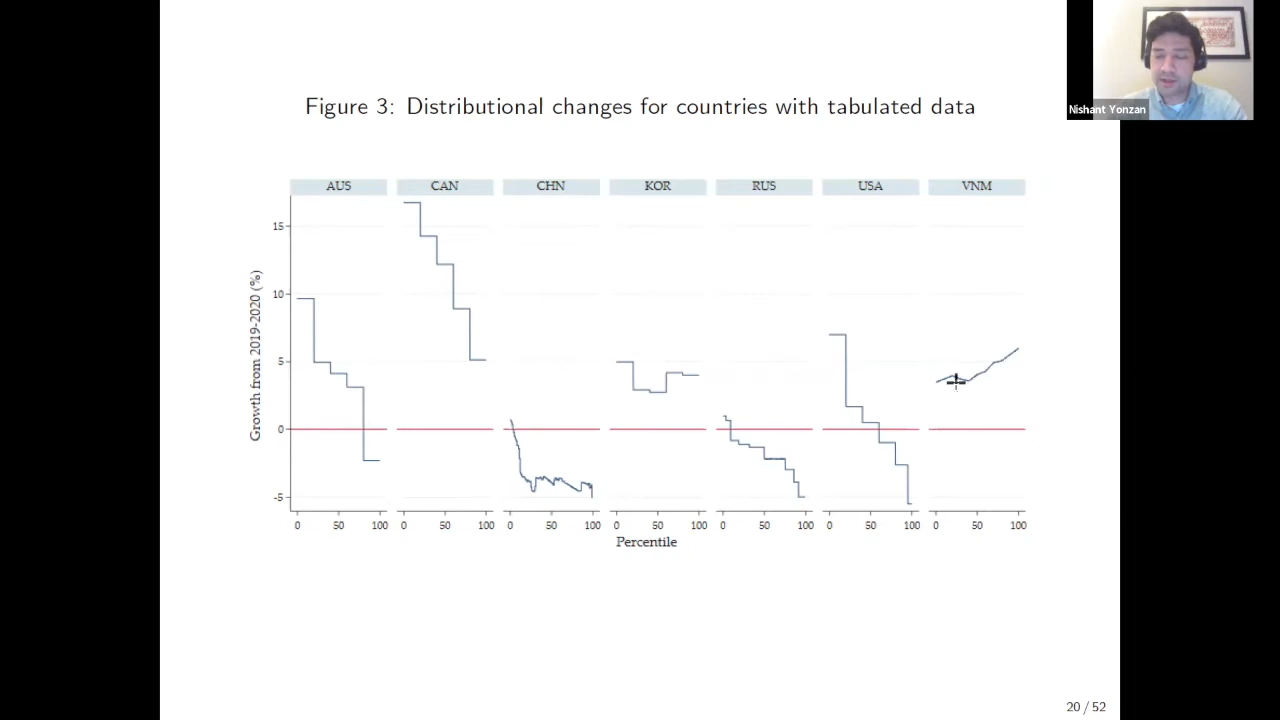 Nishant Yonzan
Figure 3: Distributional changes for countries with tabulated data
AUS CAN CHN KOR RUS USA VNM
Growth from 2019-2020 (%)
15
10
5
0
-5
0 50 100 0 50 100 0 50 100 0 50 100 0 50 100 0 50 100 0 50 100
Percentile
20 / 52